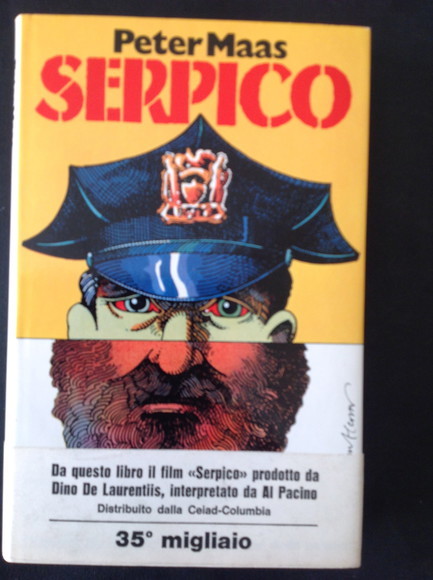 Peter Maas
SERPICO
Da questo libro il film «Serpico» prodotto da
Dino De Laurentiis, interpretato da Al Pacino
Distribuito dalla Ceiad-Columbia
35° migliaio